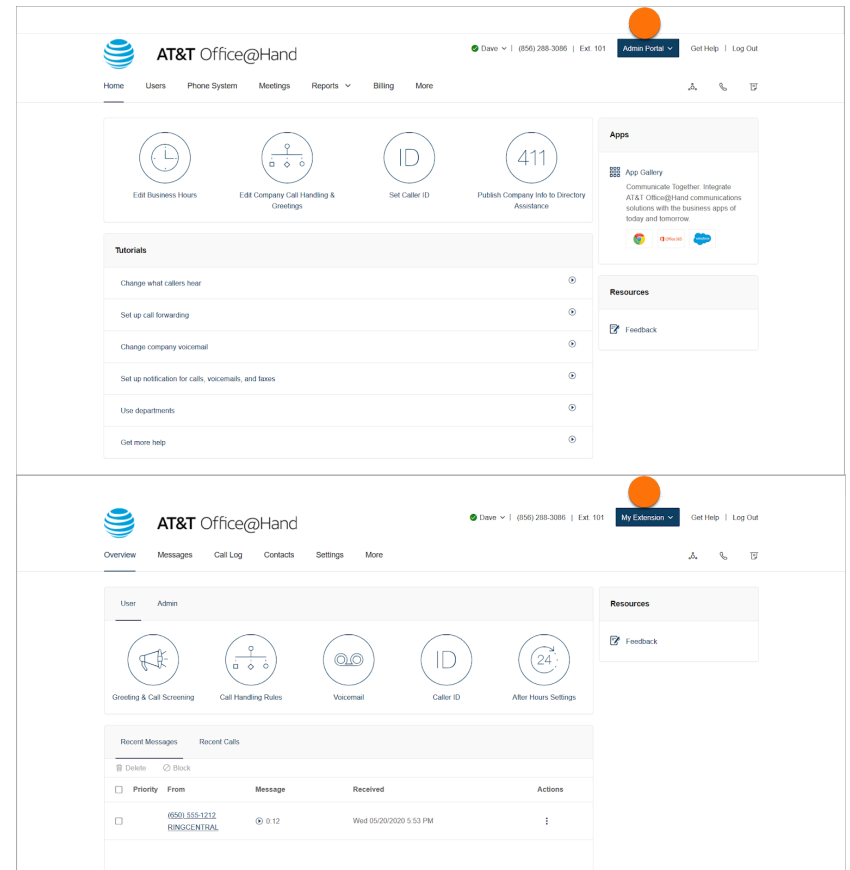 AT&T Office@Hand
Dave | (856) 288-3086 | Ext. 101 Admin Portal Get Help | Log Out
Home Users Phone System Meetings Reports Billing More
ID
411
Edit Business Hours
Edit Company Call Handling &
Greetings
Set Caller ID
Publish Company Info to Directory
Assistance
Apps
App Gallery
Communicate Together. Integrate
AT&T Office@Hand communications
solutions with the business apps of
today and tomorrow.
Office 365
salesforce
Tutorials
Change what callers hear
Set up call forwarding
Change company voicemail
Set up notification for calls, voicemails, and faxes
Use departments
Get more help
Resources
Feedback
AT&T Office@Hand
Dave | (856) 288-3086 | Ext. 101 My Extension Get Help | Log Out
Overview Messages Call Log Contacts Settings More
User Admin
ID
24
Greeting & Call Screening
Call Handling Rules
Voicemail
Caller ID
After Hours Settings
Resources
Feedback
Recent Messages Recent Calls
Delete Block
Priority From Message Received Actions
(650) 555-1212
RINGCENTRAL
0:12
Wed 05/20/2020 5:53 PM